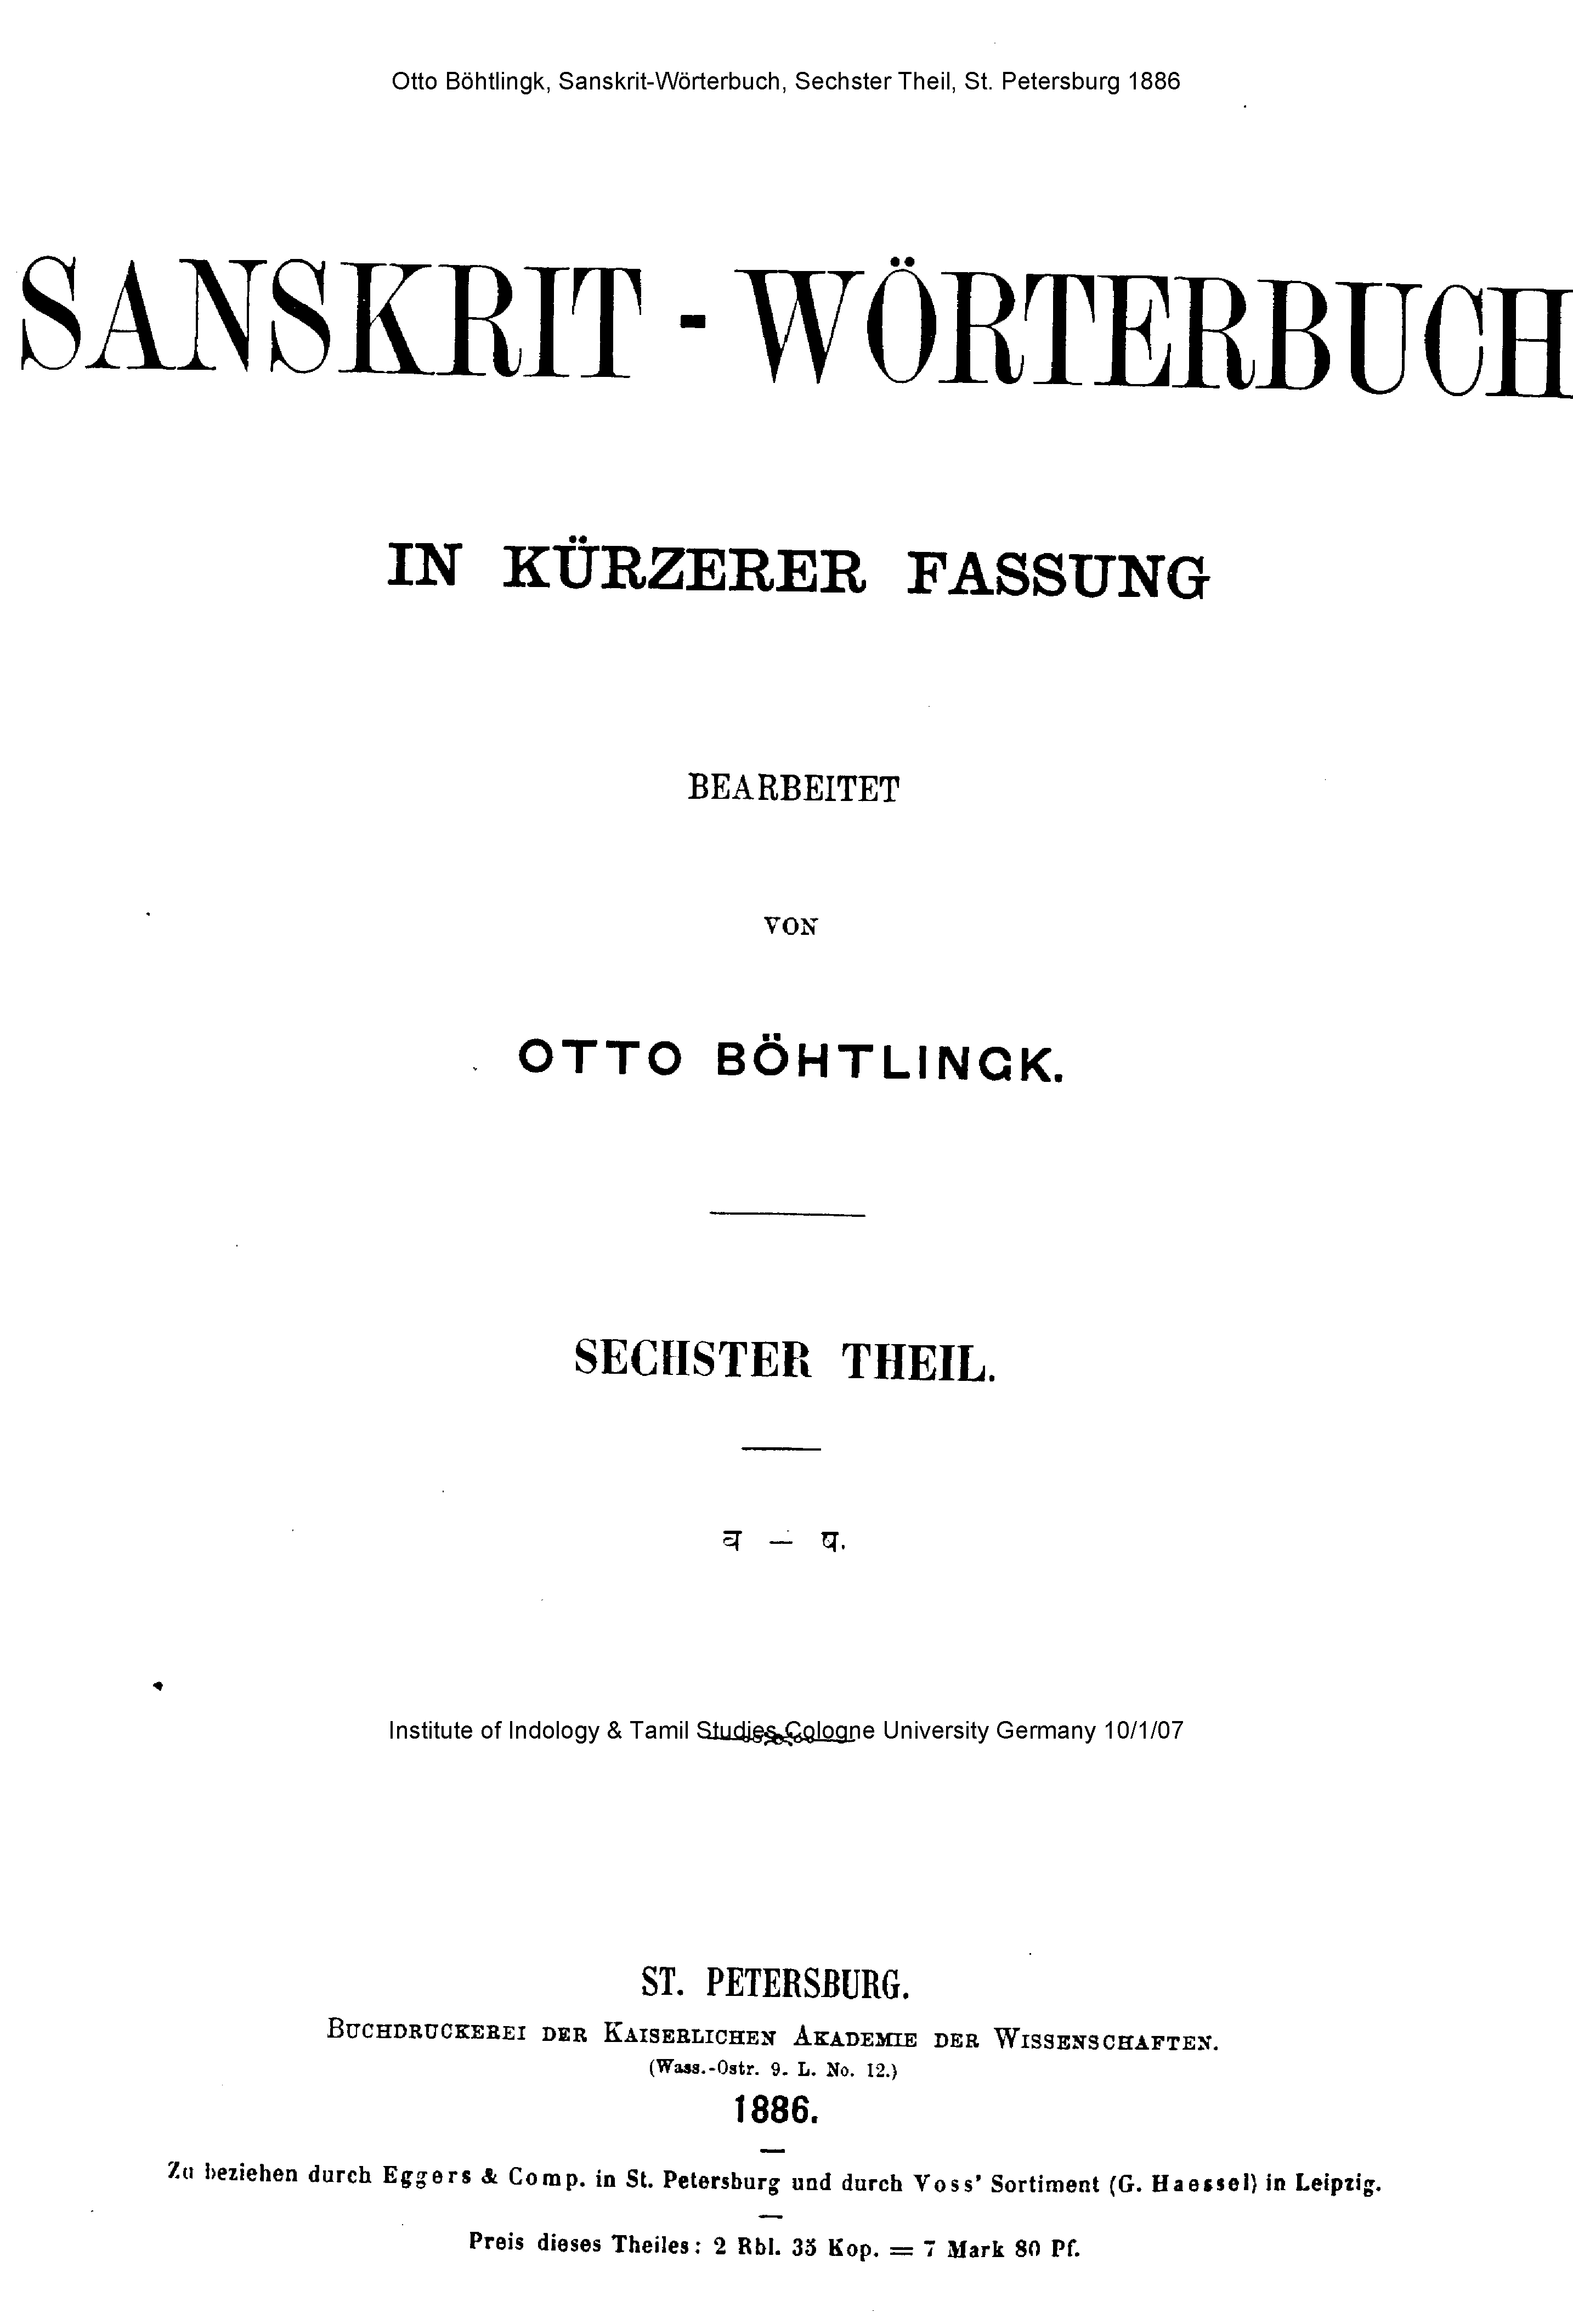 Otto Böhtlingk, Sanskrit-Wörterbuch, Sechster Theil, St. Petersburg 1886
SANSKRIT - WÖRTERBUCH
IN KÜRZERER FASSUNG
BEARBEITET
VON
OTTO BÖHTLINGK.
SECHSTER THEIL.
व – ष.
Institute of Indology & Tamil Studies, Cologne University Germany 10/1/07
ST. PETERSBURG.
BUCHDRUCKEREI DER KAISERLICHEN AKADEMIE DER WISSENSCHAFTEN.
(Wass.-Ostr. 9. L. No. 12.)
1886.
Zu beziehen durch Eggers & Comp. in St. Petersburg und durch Voss' Sortiment (G. Haessel) in Leipzig.
Preis dieses Theiles: 2 Rbl. 35 Kop. = 7 Mark 80 Pf.